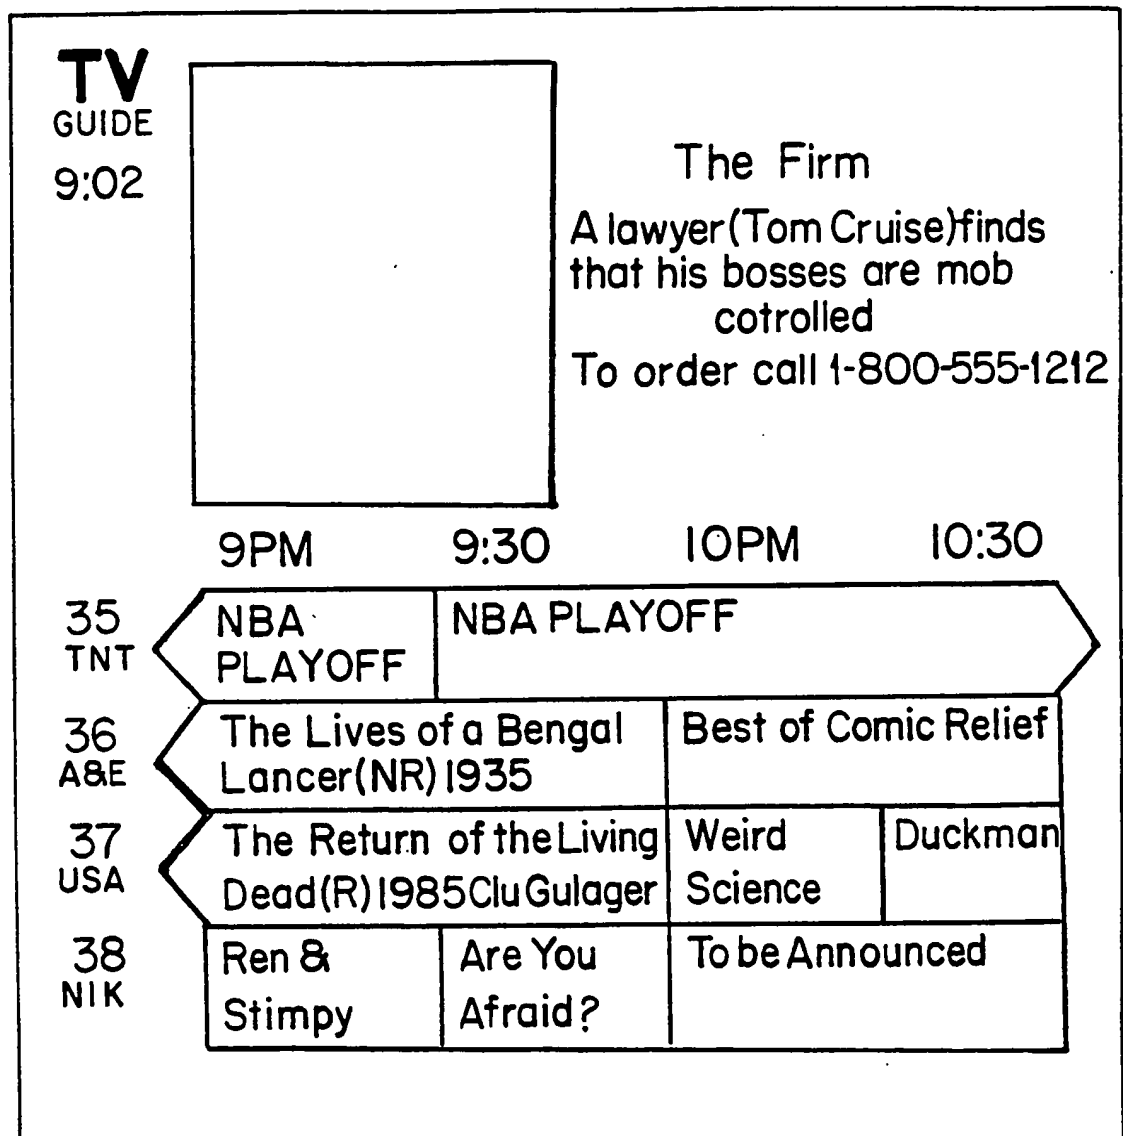 TV
GUIDE
9:02
The Firm
A lawyer(Tom Cruise)finds
that his bosses are mob
cotrolled
To order call 1-800-555-1212
9PM 9:30 10PM 10:30
35
TNT
NBA
PLAYOFF
NBA PLAYOFF
36
A&E
The Lives of a Bengal
Lancer(NR)1935
Best of Comic Relief
37
USA
The Return of the Living
Dead(R)1985CluGulager
Weird
Science
Duckman
38
NIK
Ren &
Stimpy
Are You
Afraid?
To be Announced